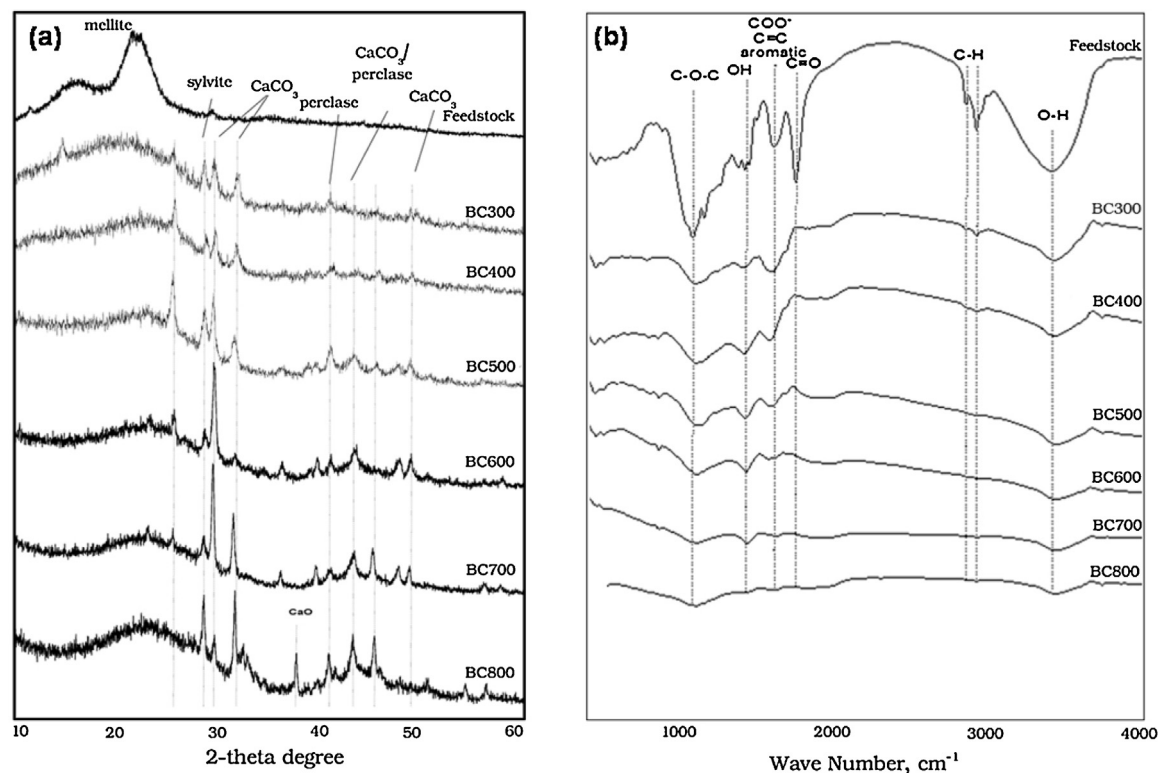 (a)
mellite
sylvite
CaCO3
perclase
CaCO3/
perclase
CaCO3
Feedstock
BC300
BC400
BC500
BC600
BC700
CaO
BC800
10 20 30 40 50 60
2-theta degree
(b)
COO-
C=C
aromatic
C-O-C
OH
C=O
C-H
O-H
Feedstock
BC300
BC400
BC500
BC600
BC700
BC800
1000 2000 3000 4000
Wave Number, cm-1